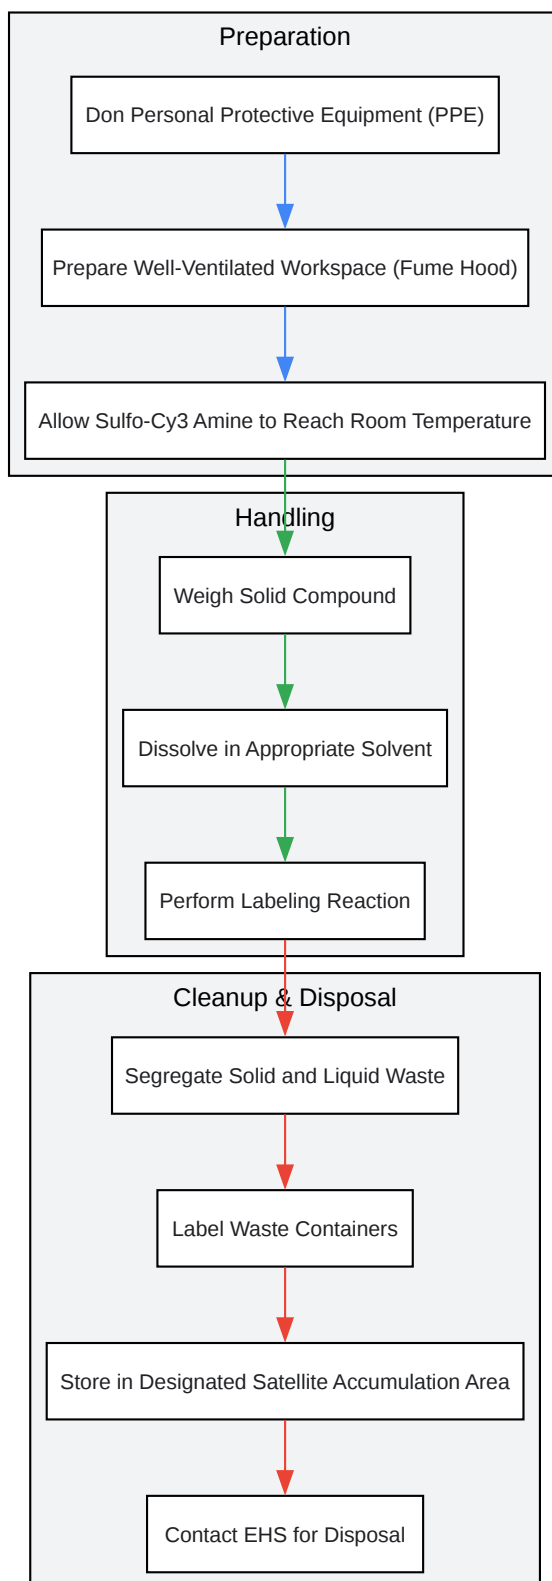 Preparation
Don Personal Protective Equipment (PPE)
Prepare Well-Ventilated Workspace (Fume Hood)
Allow Sulfo-Cy3 Amine to Reach Room Temperature
Handling
Weigh Solid Compound
Dissolve in Appropriate Solvent
Perform Labeling Reaction
Cleanup & Disposal
Segregate Solid and Liquid Waste
Label Waste Containers
Store in Designated Satellite Accumulation Area
Contact EHS for Disposal